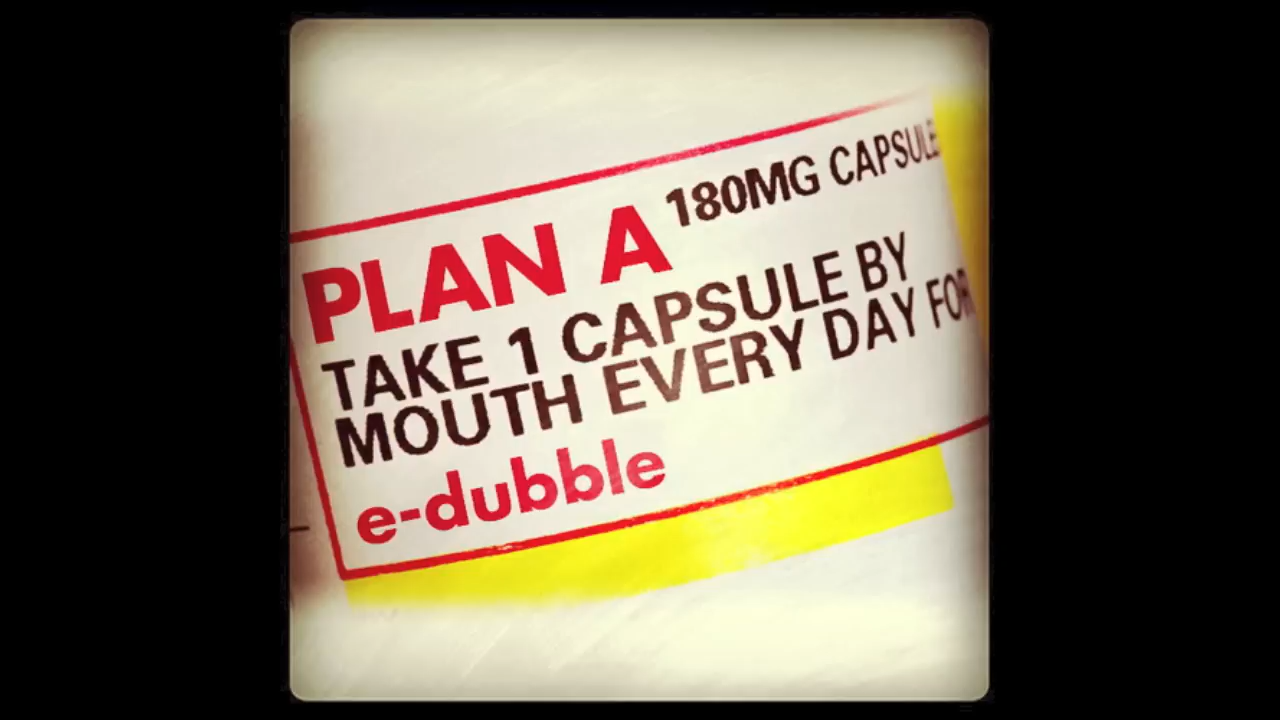 PLAN A 180MG CAPSULE
TAKE 1 CAPSULE BY
MOUTH EVERY DAY FOR
e-dubble